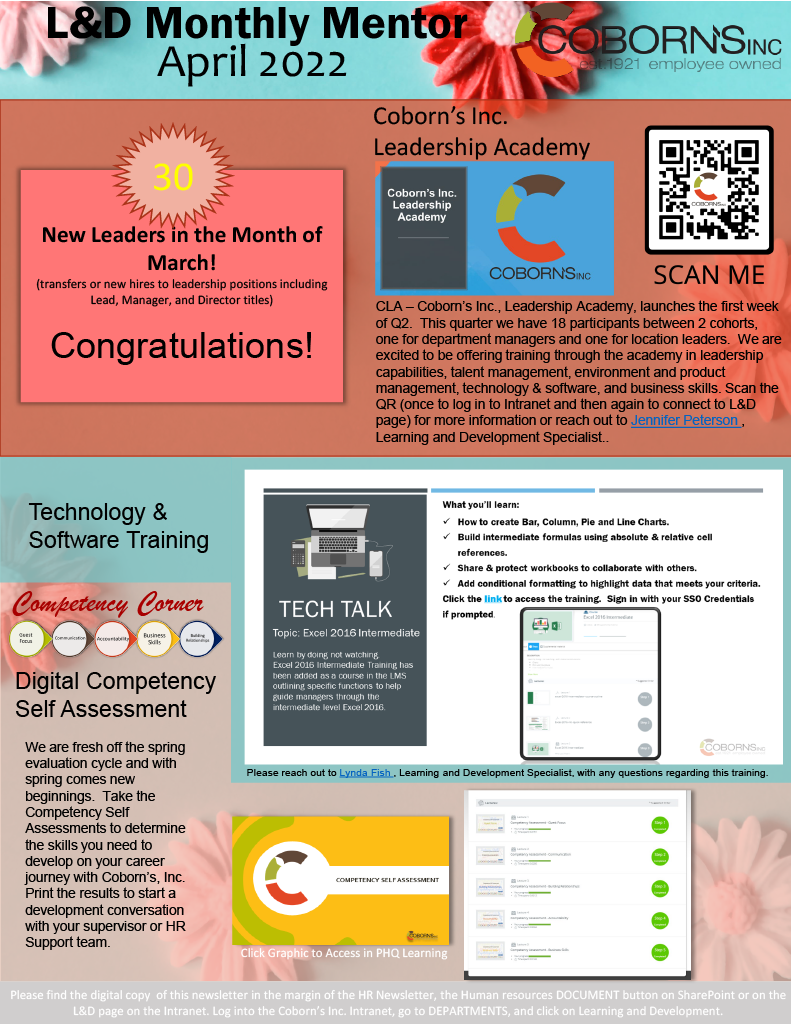 L&D Monthly Mentor
April 2022
COBORN'S INC
est.1921 employee owned
30
New Leaders in the Month of
March!
(transfers or new hires to leadership positions including
Lead, Manager, and Director titles)
Congratulations!
Coborn's Inc.
Leadership Academy
Coborn's Inc.
Leadership
Academy
COBORNS INC
COBORNS INC
SCAN ME
CLA – Coborn's Inc., Leadership Academy, launches the first week
of Q2.  This quarter we have 18 participants between 2 cohorts,
one for department managers and one for location leaders.  We are
excited to be offering training through the academy in leadership
capabilities, talent management, environment and product
management, technology & software, and business skills. Scan the
QR (once to log in to Intranet and then again to connect to L&D
page) for more information or reach out to Jennifer Peterson ,
Learning and Development Specialist..
Technology &
Software Training
TECH TALK
Topic: Excel 2016 Intermediate
Learn by doing not watching.
Excel 2016 Intermediate Training has
been added as a course in the LMS
outlining specific functions to help
guide managers through the
intermediate level Excel 2016.
What you'll learn:
✓ How to create Bar, Column, Pie and Line Charts.
✓ Build intermediate formulas using absolute & relative cell
references.
✓ Share & protect workbooks to collaborate with others.
✓ Add conditional formatting to highlight data that meets your criteria.
Click the link to access the training.  Sign in with your SSO Credentials
if prompted.
Excel 2016 Intermediate
COBORNS INC
Please reach out to Lynda Fish , Learning and Development Specialist, with any questions regarding this training.
Competency Corner
Guest
Focus
Communication
Accountability
Business
Skills
Building
Relationships
Digital Competency
Self Assessment
We are fresh off the spring
evaluation cycle and with
spring comes new
beginnings.  Take the
Competency Self
Assessments to determine
the skills you need to
develop on your career
journey with Coborn's, Inc.
Print the results to start a
development conversation
with your supervisor or HR
Support team.
COMPETENCY SELF ASSESSMENT
COBORNS INC
Click Graphic to Access in PHQ Learning
Competency Assessment - Guest Focus
Step 1
Competency Assessment - Communication
Step 2
Competency Assessment - Building Relationships
Step 3
Competency Assessment - Accountability
Step 4
Competency Assessment - Business Skills
Step 5
Please find the digital copy  of this newsletter in the margin of the HR Newsletter, the Human resources DOCUMENT button on SharePoint or on the
L&D page on the Intranet. Log into the Coborn's Inc. Intranet, go to DEPARTMENTS, and click on Learning and Development.